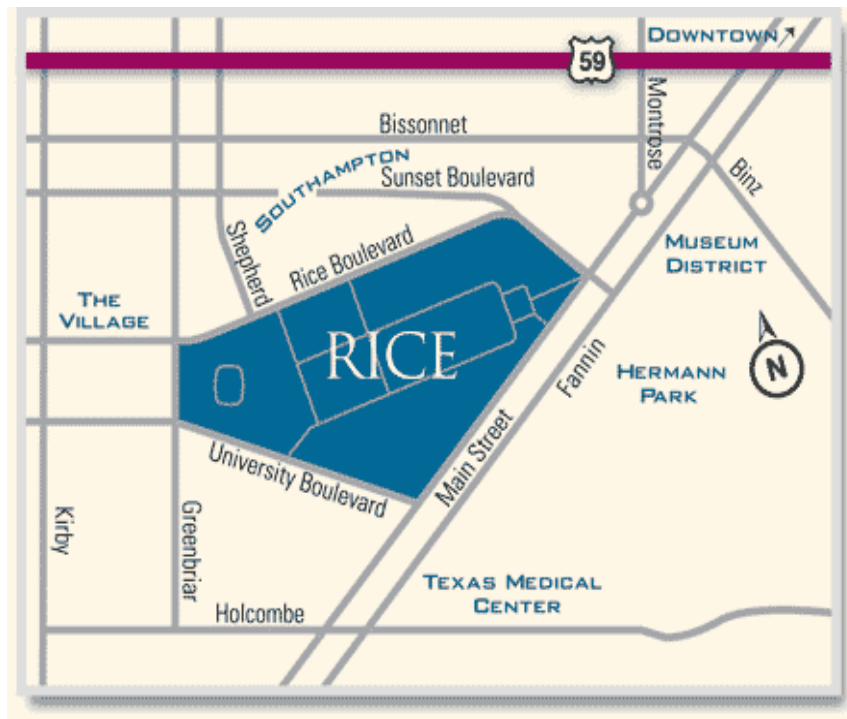 DOWNTOWN
59
Montrose
Bissonnet
Binz
SOUTHAMPTON
Sunset Boulevard
Shepherd
Rice Boulevard
MUSEUM
DISTRICT
THE
VILLAGE
RICE
N
Fannin
HERMANN
PARK
University Boulevard
Main Street
Kirby
Greenbriar
TEXAS MEDICAL
CENTER
Holcombe